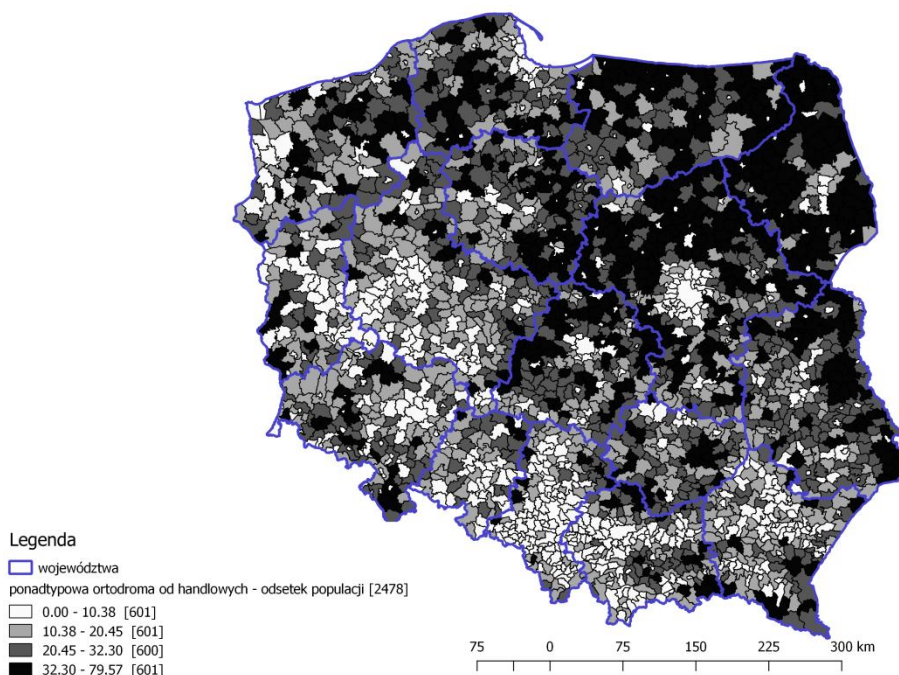 Legenda
województwa
ponadtypowa ortodroma od handlowych - odsetek populacji [2478]
0.00 - 10.38 [601]
10.38 - 20.45 [601]
20.45 - 32.30 [600]
32.30 - 79.57 [601]
75 0 75 150 225 300 km